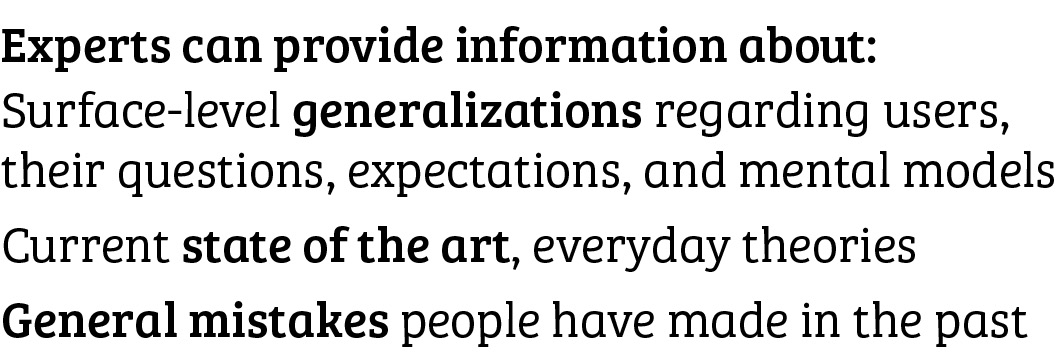 Experts can provide information about:
Surface-level generalizations regarding users,
their questions, expectations, and mental models
Current state of the art, everyday theories
General mistakes people have made in the past